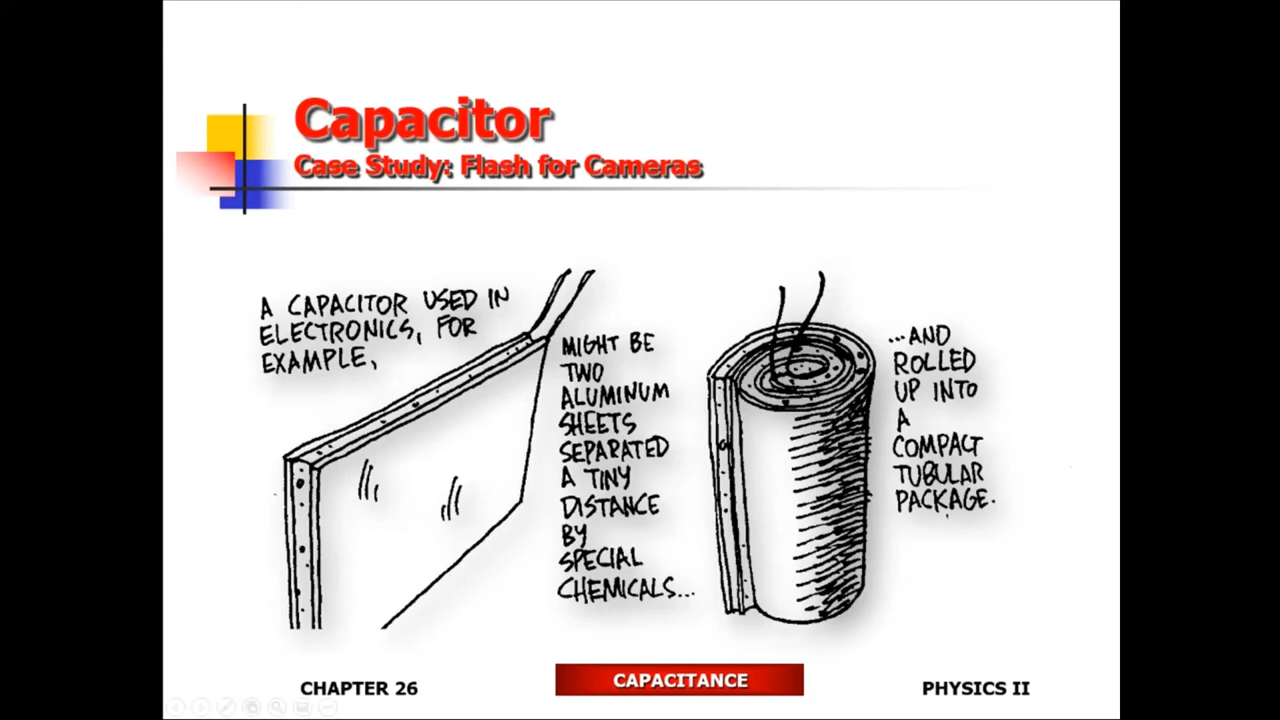 Capacitor
Case Study: Flash for Cameras
A CAPACITOR USED IN
ELECTRONICS, FOR
EXAMPLE,
MIGHT BE
TWO
ALUMINUM
SHEETS
SEPARATED
A TINY
DISTANCE
BY
SPECIAL
CHEMICALS...
...AND
ROLLED
UP INTO
A
COMPACT
TUBULAR
PACKAGE.
CHAPTER 26
CAPACITANCE
PHYSICS II